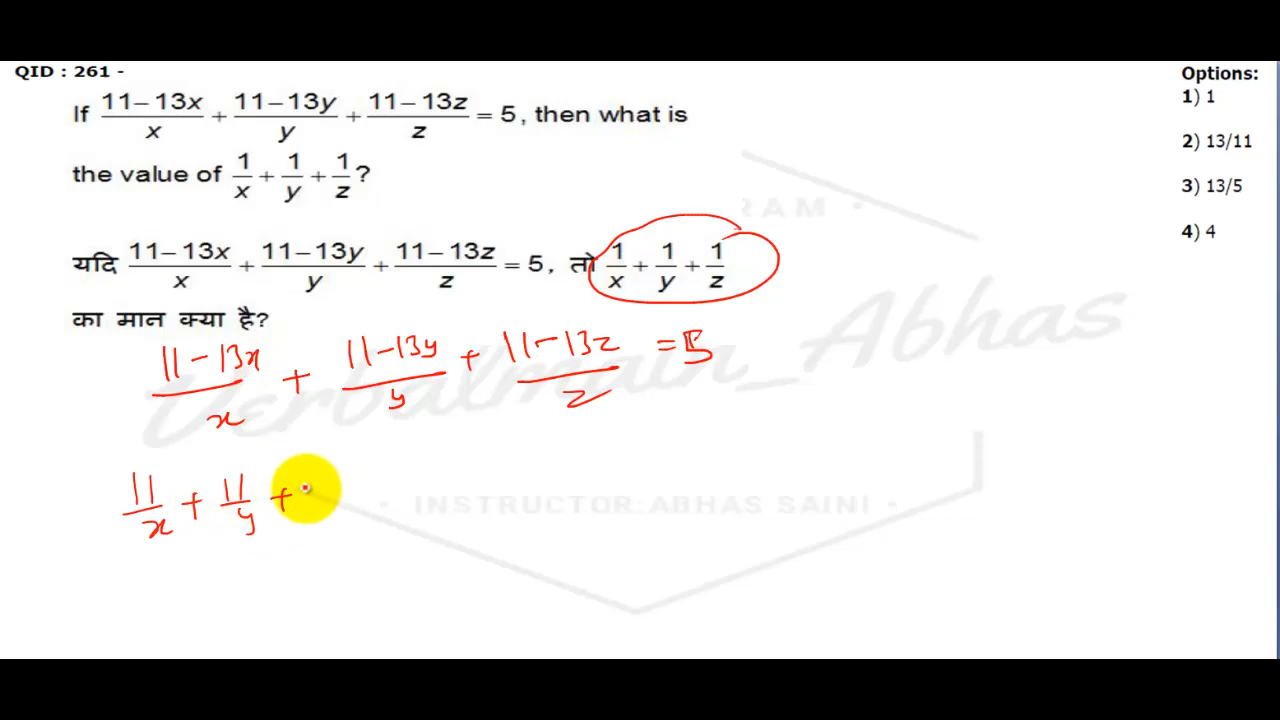 QID : 261 -
If (11-13x)/x + (11-13y)/y + (11-13z)/z = 5, then what is
the value of 1/x + 1/y + 1/z ?
यदि (11-13x)/x + (11-13y)/y + (11-13z)/z = 5, तो 1/x + 1/y + 1/z
का मान क्या है?
Options:
1) 1
2) 13/11
3) 13/5
4) 4
(11-13x)/x + (11-13y)/y + (11-13z)/z = 5
11/x + 11/y +
RAM •
Verbalmain_Abhas
• INSTRUCTOR:ABHAS SAINI •